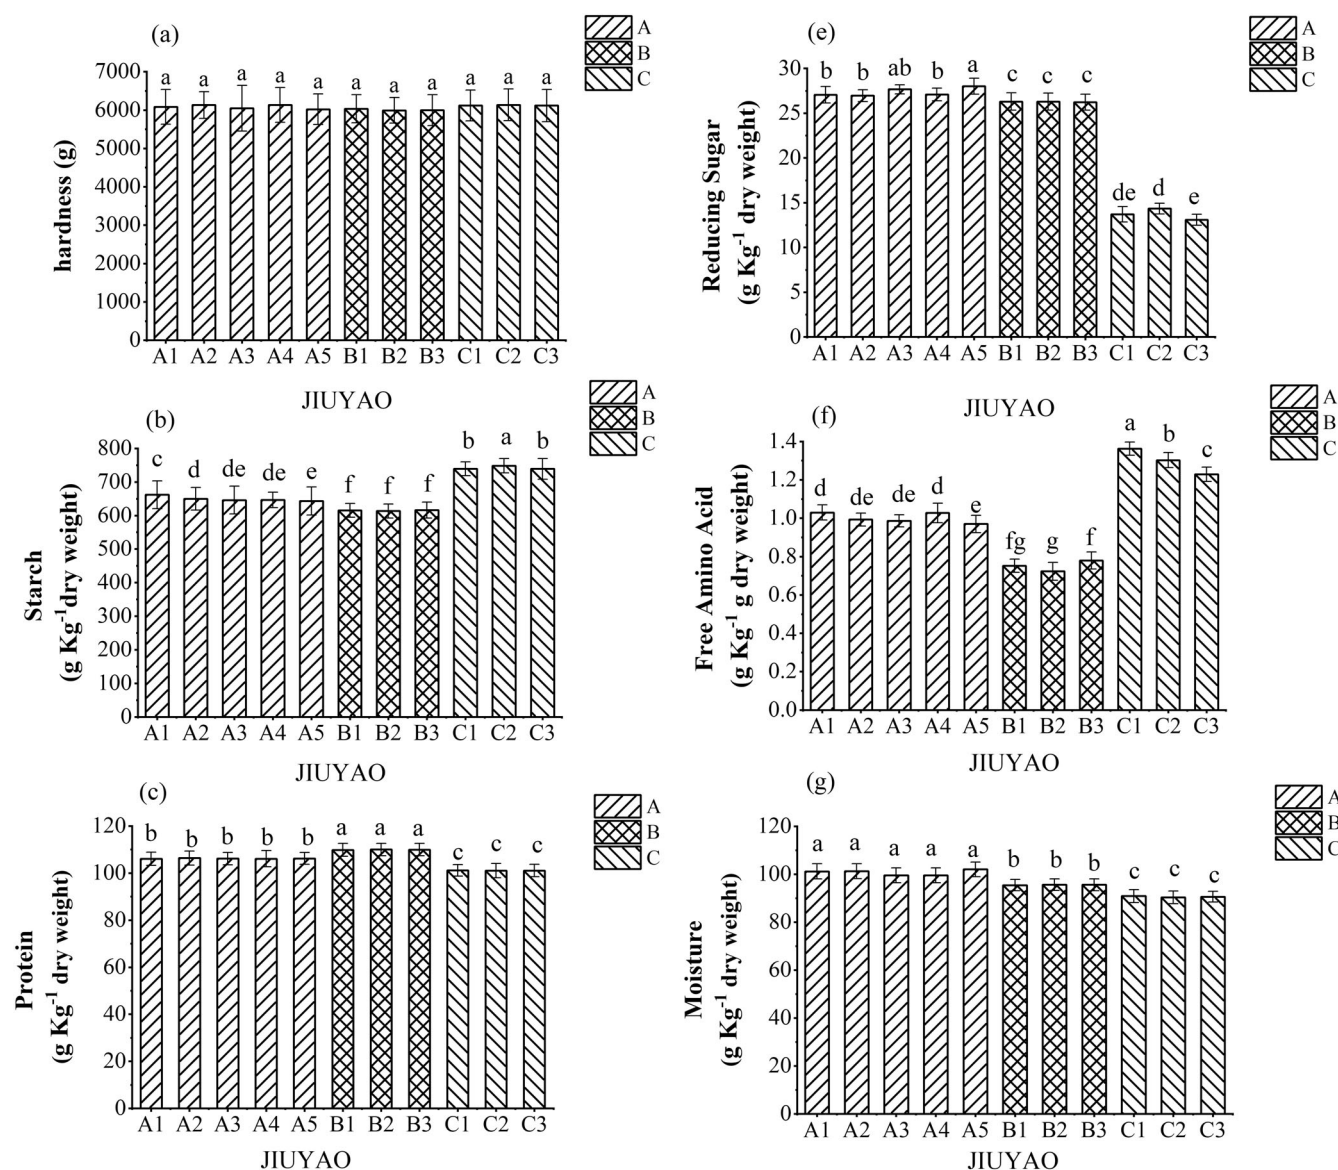 (a)
A
B
C
7000
6000
5000
4000
3000
2000
1000
0
hardness (g)
a a a a a a a a a a a
A1 A2 A3 A4 A5 B1 B2 B3 C1 C2 C3
JIUYAO
(e)
A
B
C
30
25
20
15
10
5
0
Reducing Sugar
(g Kg⁻¹ dry weight)
b b ab b a c c c de d e
A1 A2 A3 A4 A5 B1 B2 B3 C1 C2 C3
JIUYAO
(b)
A
B
C
800
700
600
500
400
300
200
100
0
Starch
(g Kg⁻¹dry weight)
c d de de e f f f b a b
A1 A2 A3 A4 A5 B1 B2 B3 C1 C2 C3
JIUYAO
(f)
A
B
C
1.4
1.2
1.0
0.8
0.6
0.4
0.2
0.0
Free Amino Acid
(g Kg⁻¹ g dry weight)
d de de d e fg g f a b c
A1 A2 A3 A4 A5 B1 B2 B3 C1 C2 C3
JIUYAO
(c)
A
B
C
120
100
80
60
40
20
0
Protein
(g Kg⁻¹ dry weight)
b b b b b a a a c c c
A1 A2 A3 A4 A5 B1 B2 B3 C1 C2 C3
JIUYAO
(g)
A
B
C
120
100
80
60
40
20
0
Moisture
(g Kg⁻¹ dry weight)
a a a a a b b b c c c
A1 A2 A3 A4 A5 B1 B2 B3 C1 C2 C3
JIUYAO